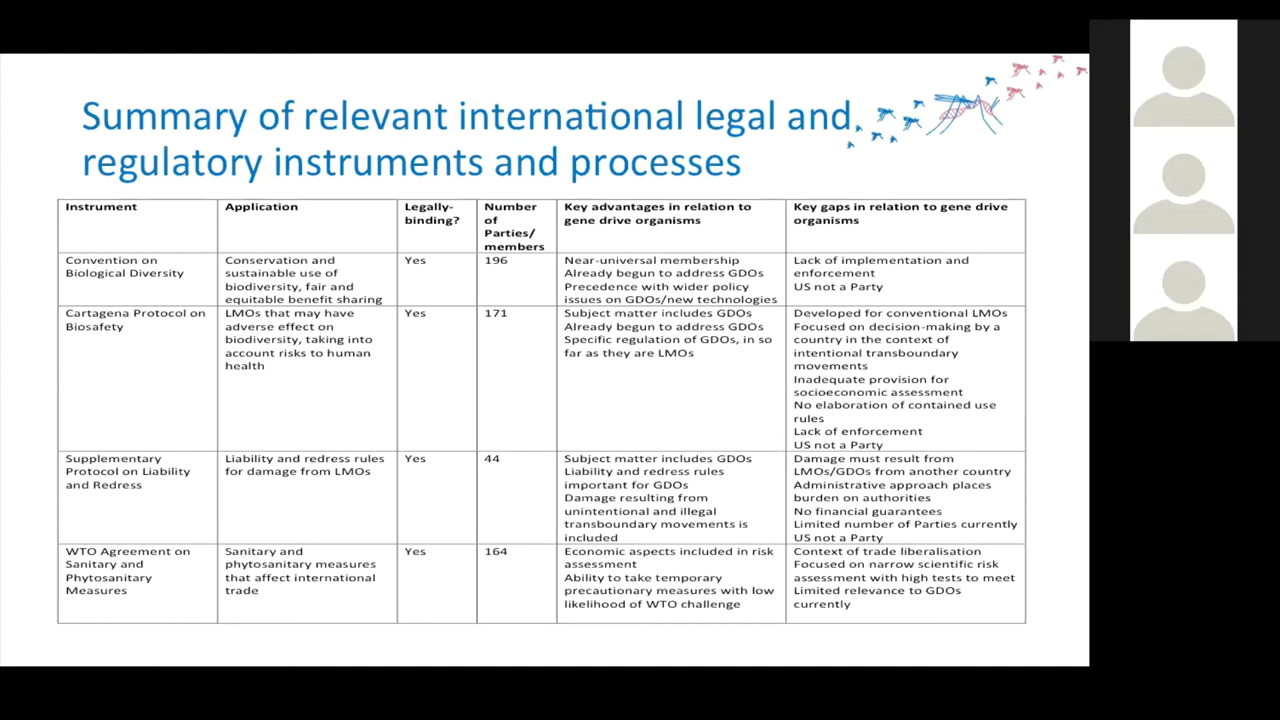 Summary of relevant international legal and
regulatory instruments and processes
Instrument
Application
Legally-
binding?
Number
of
Parties/
members
Key advantages in relation to
gene drive organisms
Key gaps in relation to gene drive
organisms
Convention on
Biological Diversity
Conservation and
sustainable use of
biodiversity, fair and
equitable benefit sharing
Yes
196
Near-universal membership
Already begun to address GDOs
Precedence with wider policy
issues on GDOs/new technologies
Lack of implementation and
enforcement
US not a Party
Cartagena Protocol on
Biosafety
LMOs that may have
adverse effect on
biodiversity, taking into
account risks to human
health
Yes
171
Subject matter includes GDOs
Already begun to address GDOs
Specific regulation of GDOs, in so
far as they are LMOs
Developed for conventional LMOs
Focused on decision-making by a
country in the context of
intentional transboundary
movements
Inadequate provision for
socioeconomic assessment
No elaboration of contained use
rules
Lack of enforcement
US not a Party
Supplementary
Protocol on Liability
and Redress
Liability and redress rules
for damage from LMOs
Yes
44
Subject matter includes GDOs
Liability and redress rules
important for GDOs
Damage resulting from
unintentional and illegal
transboundary movements is
included
Damage must result from
LMOs/GDOs from another country
Administrative approach places
burden on authorities
No financial guarantees
Limited number of Parties currently
US not a Party
WTO Agreement on
Sanitary and
Phytosanitary
Measures
Sanitary and
phytosanitary measures
that affect international
trade
Yes
164
Economic aspects included in risk
assessment
Ability to take temporary
precautionary measures with low
likelihood of WTO challenge
Context of trade liberalisation
Focused on narrow scientific risk
assessment with high tests to meet
Limited relevance to GDOs
currently